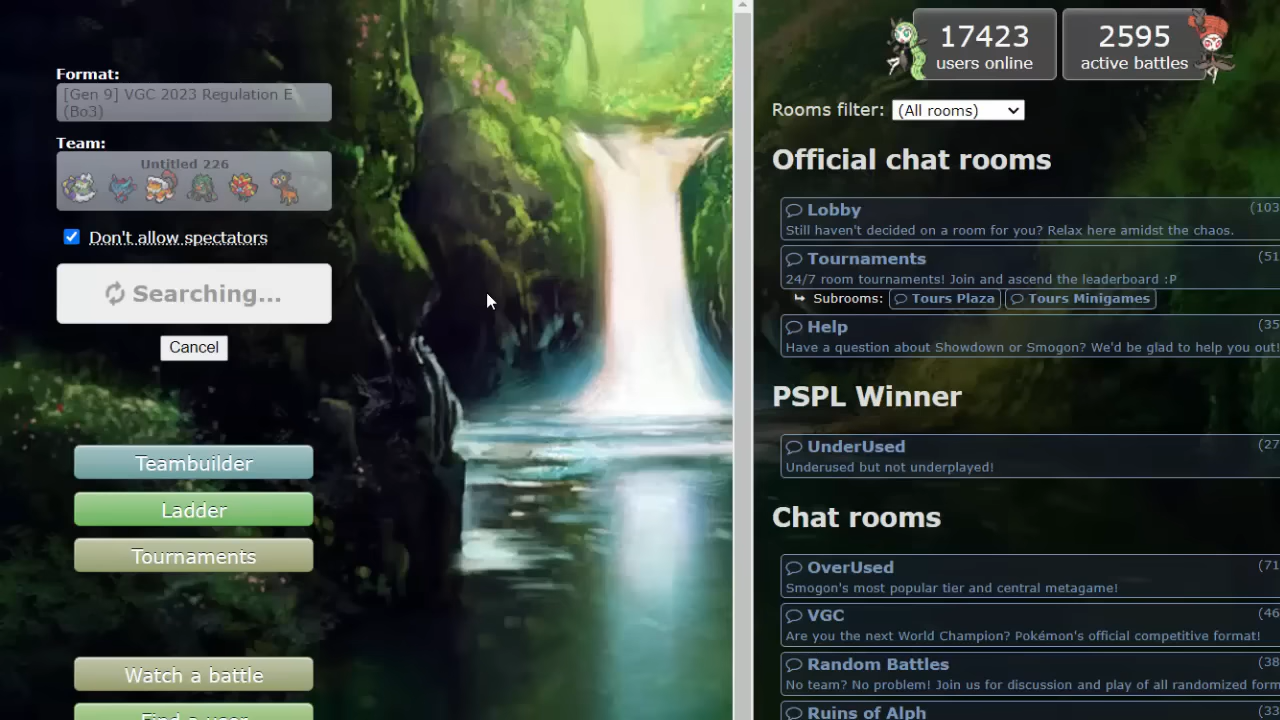 Format:
[Gen 9] VGC 2023 Regulation E
(Bo3)
Team:
Untitled 226
Don't allow spectators
Searching...
Cancel
Teambuilder
Ladder
Tournaments
Watch a battle
Find a user
17423
users online
2595
active battles
Rooms filter: (All rooms)
Official chat rooms
Lobby (103
Still haven't decided on a room for you? Relax here amidst the chaos.
Tournaments (51
24/7 room tournaments! Join and ascend the leaderboard :P
Subrooms: Tours Plaza Tours Minigames
Help (35
Have a question about Showdown or Smogon? We'd be glad to help you out!
PSPL Winner
UnderUsed (27
Underused but not underplayed!
Chat rooms
OverUsed (71
Smogon's most popular tier and central metagame!
VGC (46
Are you the next World Champion? Pokémon's official competitive format!
Random Battles (38
No team? No problem! Join us for discussion and play of all randomized form
Ruins of Alph (33